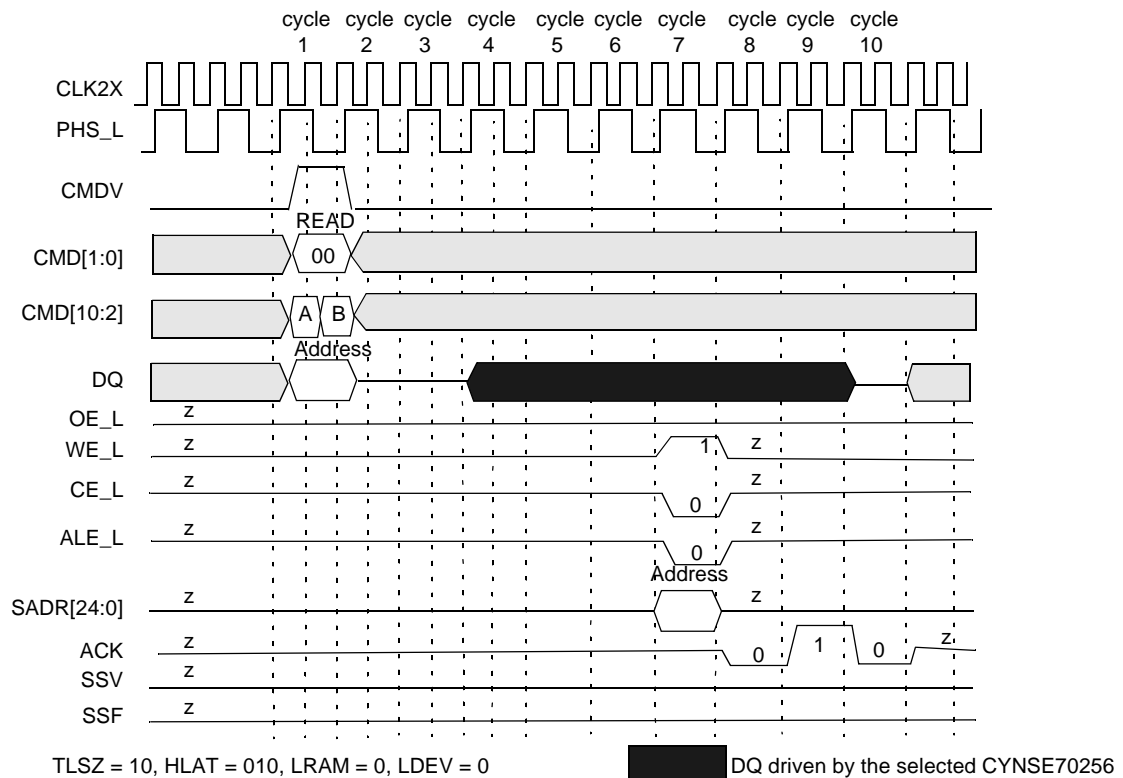 cycle cycle cycle cycle cycle cycle cycle cycle cycle cycle
1 2 3 4 5 6 7 8 9 10
CLK2X
PHS_L
CMDV
READ
CMD[1:0] 00
CMD[10:2] A B
Address
DQ
OE_L z
WE_L z 1 z
CE_L z 0 z
ALE_L z 0 z
Address
SADR[24:0] z z
ACK z 0 1 0 z
SSV z
SSF z
TLSZ = 10, HLAT = 010, LRAM = 0, LDEV = 0 DQ driven by the selected CYNSE70256